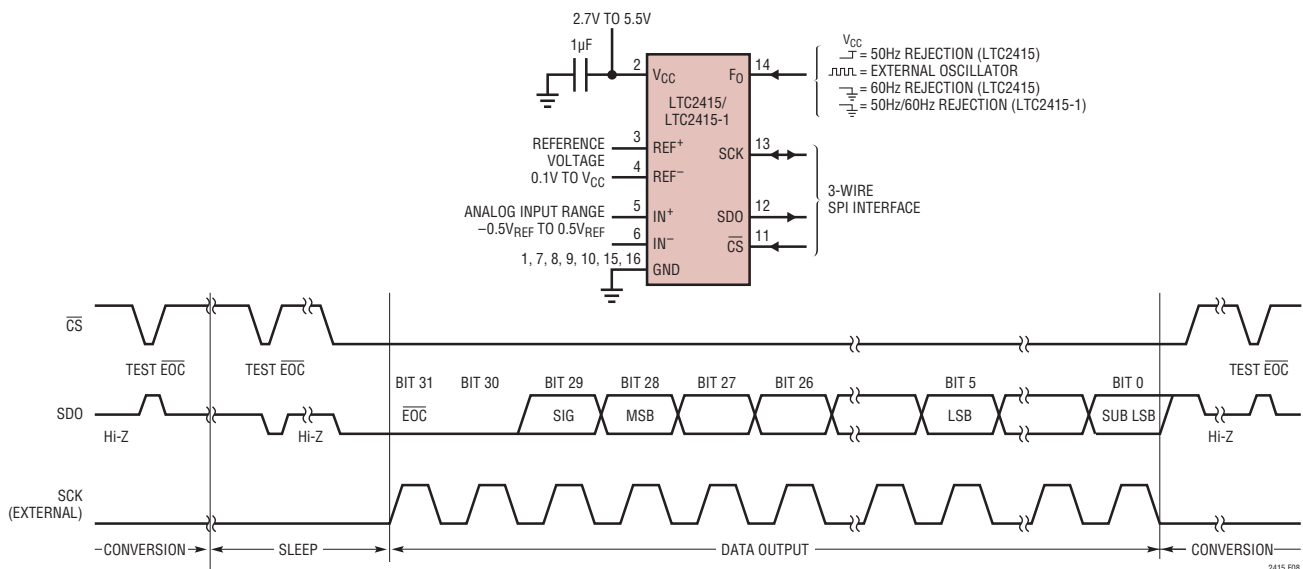 2.7V TO 5.5V
1µF
2
VCC
FO
14
LTC2415/
LTC2415-1
VCC
= 50Hz REJECTION (LTC2415)
= EXTERNAL OSCILLATOR
= 60Hz REJECTION (LTC2415)
= 50Hz/60Hz REJECTION (LTC2415-1)
REFERENCE
VOLTAGE
0.1V TO VCC
3
REF+
4
REF–
SCK
13
ANALOG INPUT RANGE
–0.5VREF TO 0.5VREF
5
IN+
6
IN–
SDO
12
CS
11
3-WIRE
SPI INTERFACE
1, 7, 8, 9, 10, 15, 16
GND
CS
TEST EOC
TEST EOC
TEST EOC
BIT 31
BIT 30
BIT 29
BIT 28
BIT 27
BIT 26
BIT 5
BIT 0
SDO
EOC
SIG
MSB
LSB
SUB LSB
Hi-Z
Hi-Z
Hi-Z
SCK
(EXTERNAL)
CONVERSION
SLEEP
DATA OUTPUT
CONVERSION
2415 F08